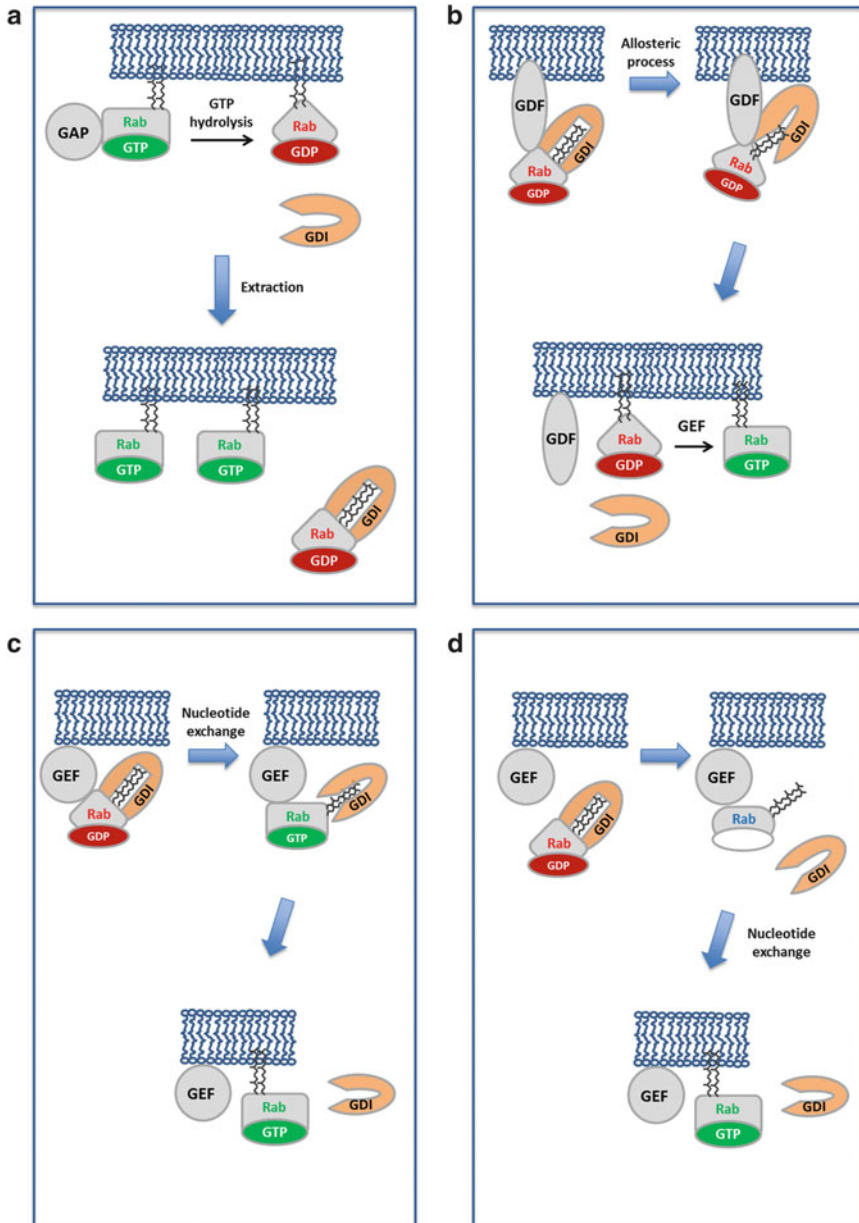 a
GAP
Rab
GTP
GTP
hydrolysis
Rab
GDP
GDI
Extraction
Rab
GTP
Rab
GTP
Rab
GDP
GDI
b
GDF
Rab
GDP
GDI
Allosteric
process
GDF
Rab
GDP
GDI
GDF
Rab
GDP
GEF
Rab
GTP
GDI
c
GEF
Rab
GDP
GDI
Nucleotide
exchange
GEF
Rab
GTP
GDI
GEF
Rab
GTP
GDI
d
GEF
Rab
GDP
GDI
GEF
Rab
GDI
Nucleotide
exchange
GEF
Rab
GTP
GDI